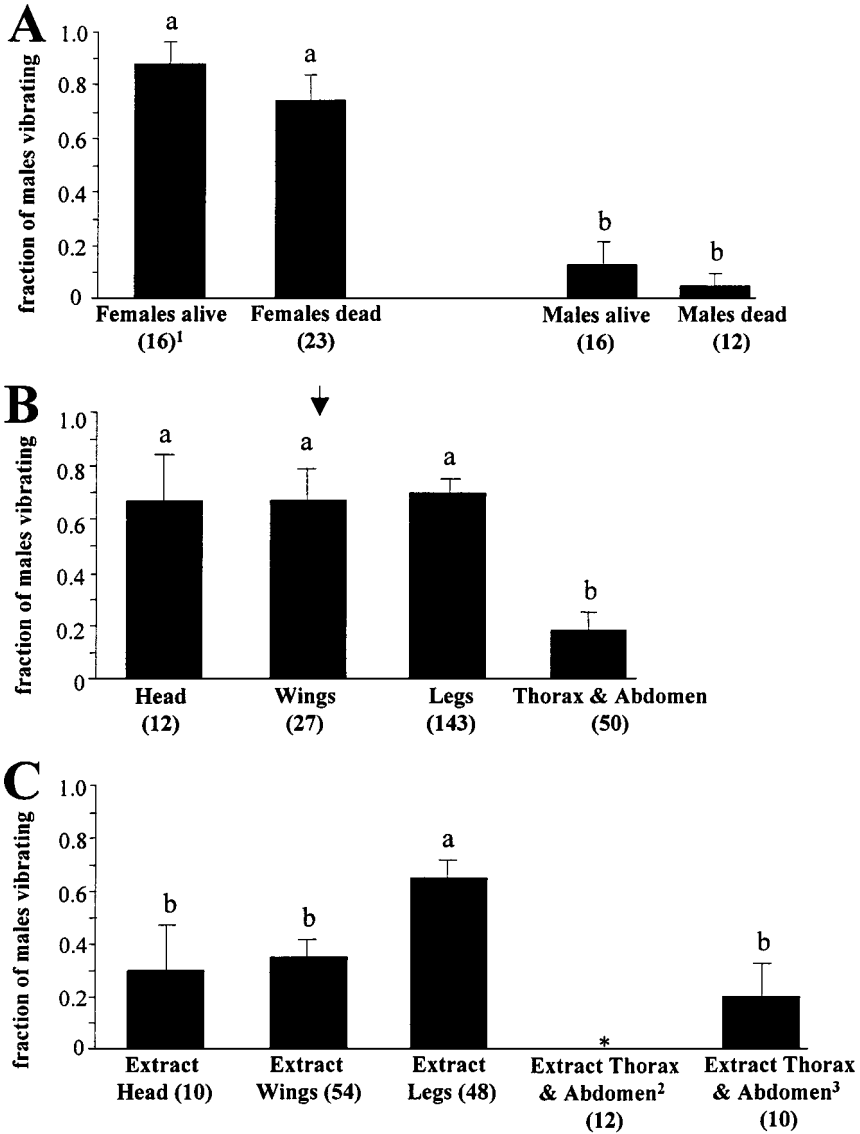 A
fraction of males vibrating
1.0
0.8
0.6
0.4
0.2
0
a
a
b
b
Females alive
(16)¹
Females dead
(23)
Males alive
(16)
Males dead
(12)
B
fraction of males vibrating
1.0
0.8
0.6
0.4
0.2
0
a
a
a
b
Head
(12)
Wings
(27)
Legs
(143)
Thorax & Abdomen
(50)
C
fraction of males vibrating
1.0
0.8
0.6
0.4
0.2
0
b
b
a
*
b
Extract
Head (10)
Extract
Wings (54)
Extract
Legs (48)
Extract Thorax
& Abdomen²
(12)
Extract Thorax
& Abdomen³
(10)